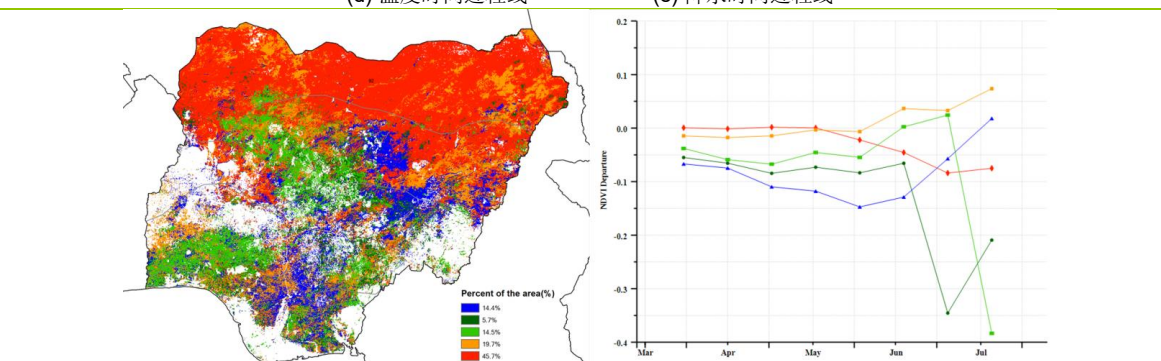 Percent of the area(%)
14.4%
5.7%
14.5%
19.7%
45.7%
NDVI Departure
0.2
0.1
0.0
-0.1
-0.2
-0.3
-0.4
Mar
Apr
May
Jun
Jul